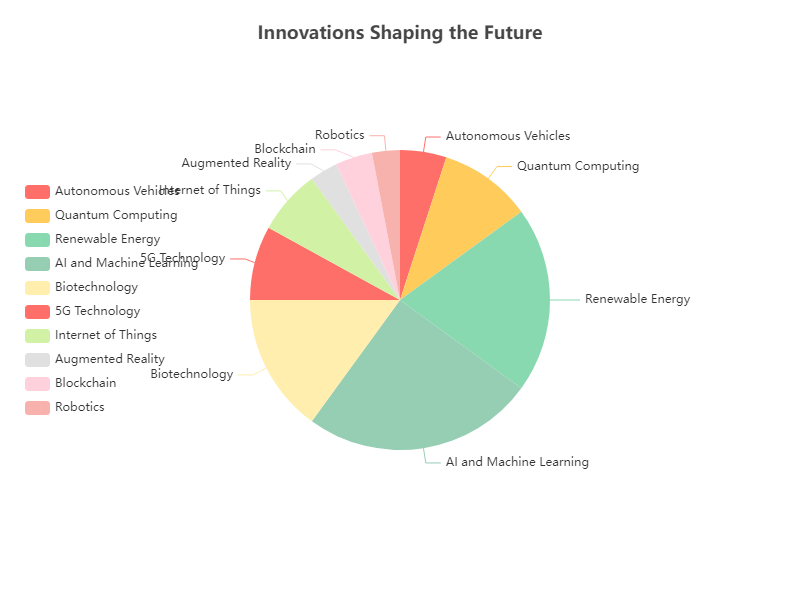 Innovations Shaping the Future
Robotics
Autonomous Vehicles
Blockchain
Augmented Reality
Quantum Computing
Internet of Things
5G Technology
Renewable Energy
Biotechnology
AI and Machine Learning
Autonomous Vehicles
Quantum Computing
Renewable Energy
AI and Machine Learning
Biotechnology
5G Technology
Internet of Things
Augmented Reality
Blockchain
Robotics